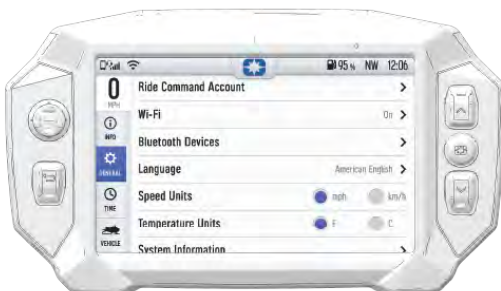 95 % NW 12:06
0
MPH
Ride Command Account
Wi-Fi On
INFO
Bluetooth Devices
GENERAL
Language American English
Speed Units mph km/h
TIME
Temperature Units F C
VEHICLE
System Information